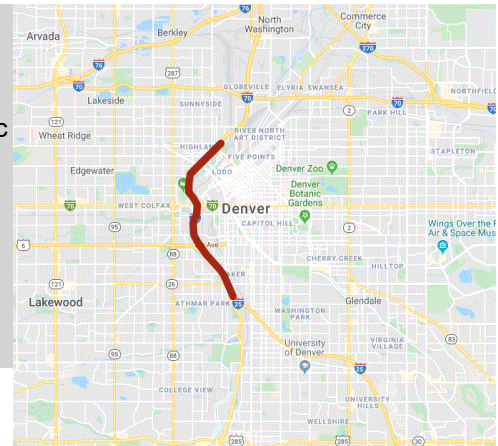 76
North
Washington
Commerce
City
Arvada
Berkley
270
76
287
70
GLOBEVILLE
ELYRIA-SWANSEA
NORTHFIELD
70
Lakeside
SUNNYSIDE
70
70
2
PARK HILL
121
c
Wheat Ridge
RIVER NORTH
ART DISTRICT
HIGHLAND
STAPLETON
FIVE POINTS
Edgewater
LODO
Denver Zoo
Denver
Botanic
Gardens
70
WEST COLFAX
70
Denver
CAPITOL HILL
95
2
Wings Over the R
Air & Space Mus
6
Ave
88
CHERRY CREEK
HILLTOP
121
26
BAKER
Lakewood
ATHMAR PARK
25
Glendale
WASHINGTON
PARK
83
University
of Denver
VIRGINIA
VILLAGE
95
88
25
COLLEGE VIEW
UNIVERSITY
HILLS
WELLSHIRE
285
285
30